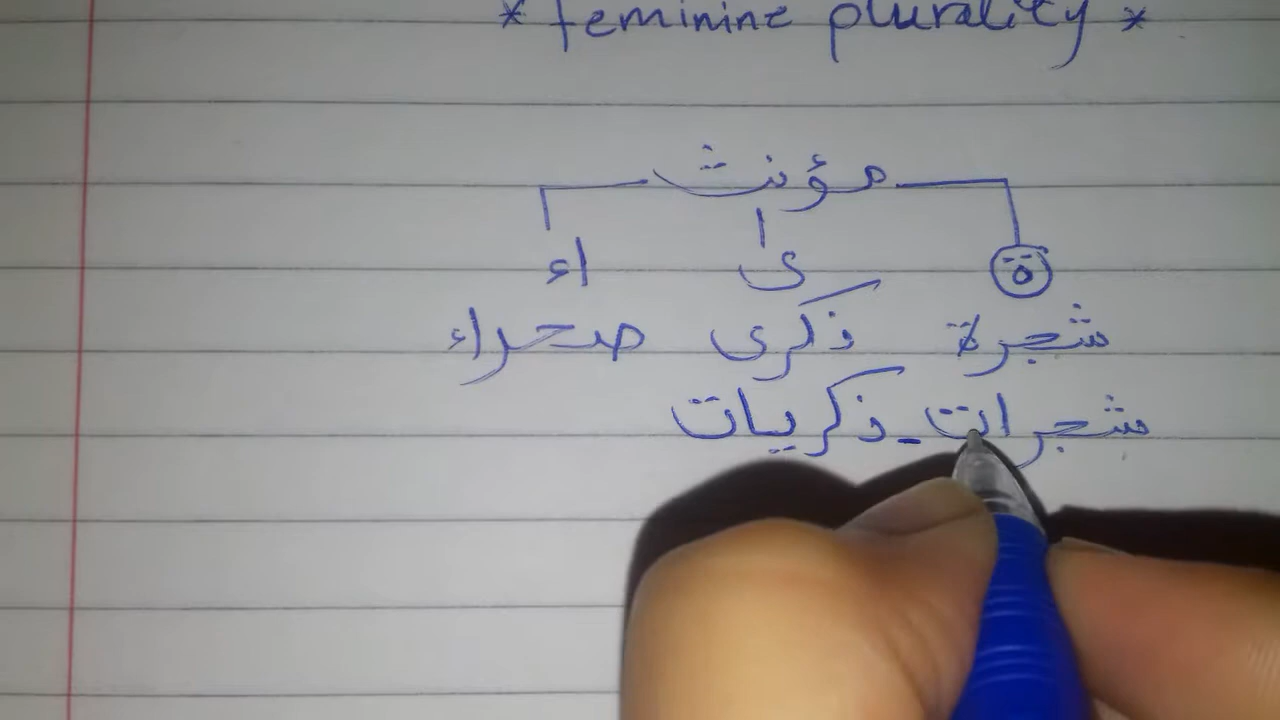 * feminine plurality *
مؤنث
ة ى اء
شجرة ذكرى صحراء
شجرات - ذكريات